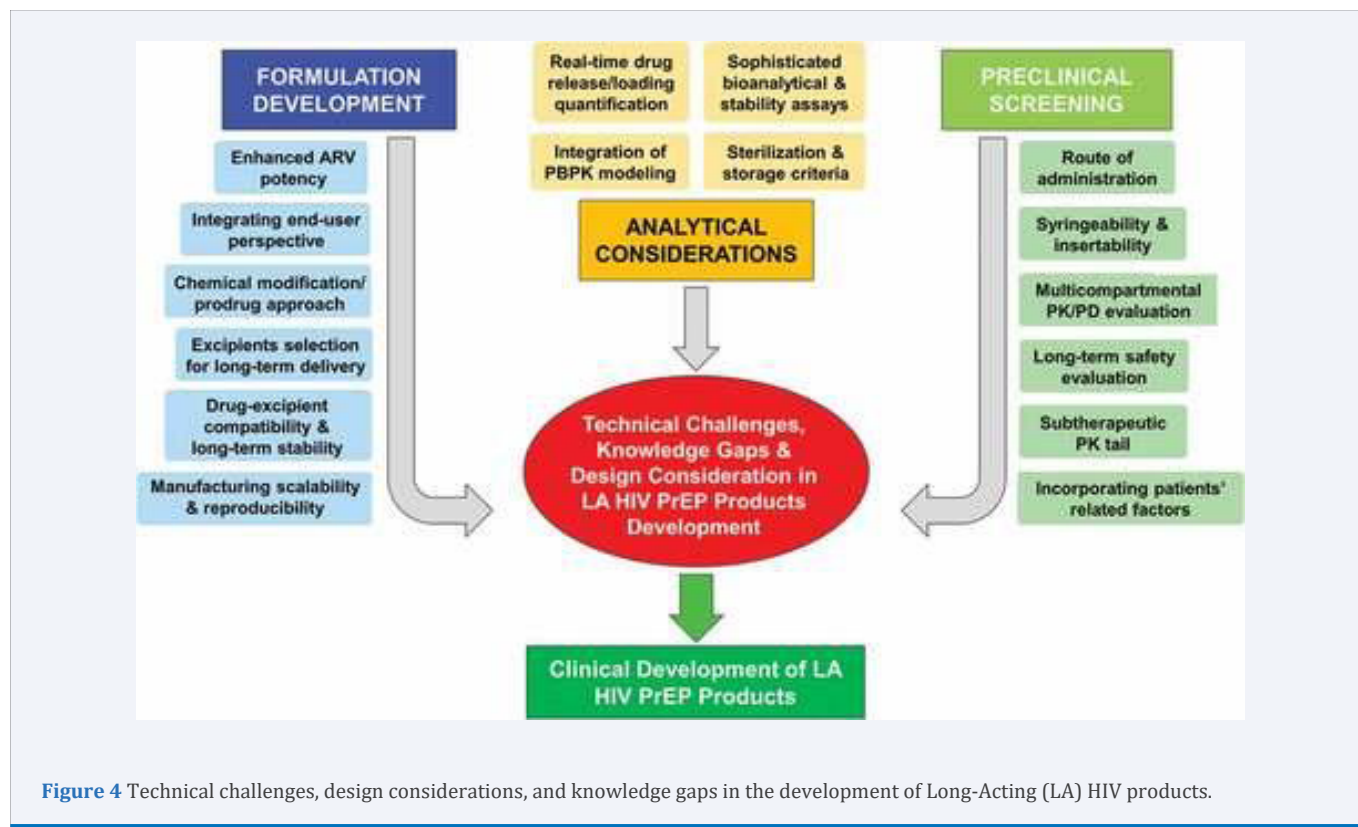 FORMULATION
DEVELOPMENT
Enhanced ARV
potency
Integrating end-user
perspective
Chemical modification/
prodrug approach
Excipients selection
for long-term delivery
Drug-excipient
compatibility &
long-term stability
Manufacturing scalability
& reproducibility
Real-time drug
release/loading
quantification
Sophisticated
bioanalytical &
stability assays
Integration of
PBPK modeling
Sterilization &
storage criteria
ANALYTICAL
CONSIDERATIONS
PRECLINICAL
SCREENING
Route of
administration
Syringeability &
insertability
Multicompartmental
PK/PD evaluation
Long-term safety
evaluation
Subtherapeutic
PK tail
Incorporating patients'
related factors
Technical Challenges,
Knowledge Gaps &
Design Consideration in
LA HIV PrEP Products
Development
Clinical Development of LA
HIV PrEP Products
Figure 4 Technical challenges, design considerations, and knowledge gaps in the development of Long-Acting (LA) HIV products.